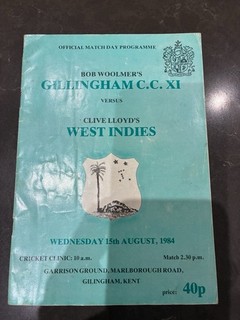 OFFICIAL MATCH DAY PROGRAMME
BOB WOOLMER'S
GILLINGHAM C.C. XI
VERSUS
CLIVE LLOYD'S
WEST INDIES
WEDNESDAY 15th AUGUST, 1984
CRICKET CLINIC: 10 a.m. Match 2.30 p.m.
GARRISON GROUND, MARLBOROUGH ROAD,
GILINGHAM, KENT
price: 40p